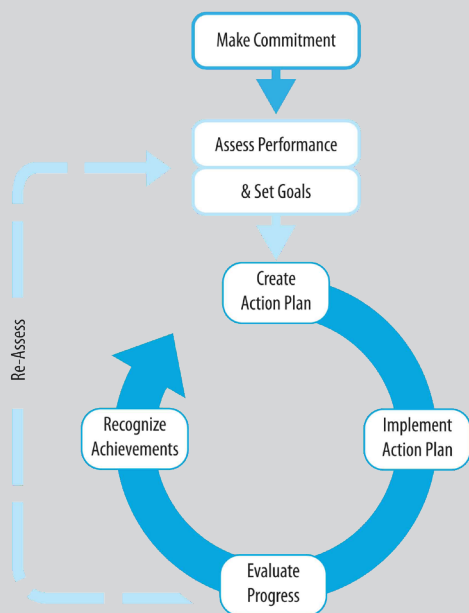 Make Commitment
Assess Performance
& Set Goals
Create
Action Plan
Re-Assess
Recognize
Achievements
Implement
Action Plan
Evaluate
Progress